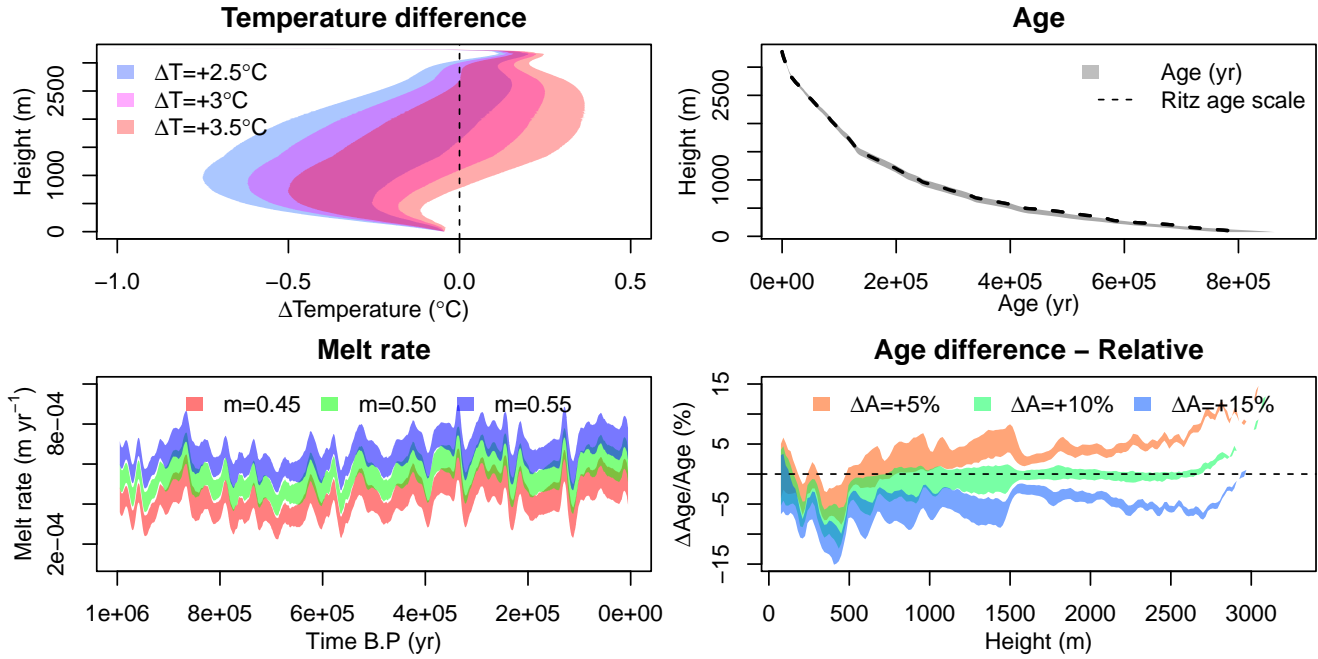 Temperature difference
ΔT=+2.5°C
ΔT=+3°C
ΔT=+3.5°C
Height (m)
0 1000 2500
−1.0 −0.5 0.0 0.5
ΔTemperature (°C)
Age
Age (yr)
Ritz age scale
Height (m)
0 1000 2500
0e+00 2e+05 4e+05 6e+05 8e+05
Age (yr)
Melt rate
m=0.45 m=0.50 m=0.55
Melt rate (m yr⁻¹)
2e−04 8e−04
1e+06 8e+05 6e+05 4e+05 2e+05 0e+00
Time B.P (yr)
Age difference − Relative
ΔA=+5% ΔA=+10% ΔA=+15%
ΔAge/Age (%)
−15 −5 5 15
0 500 1000 1500 2000 2500 3000
Height (m)